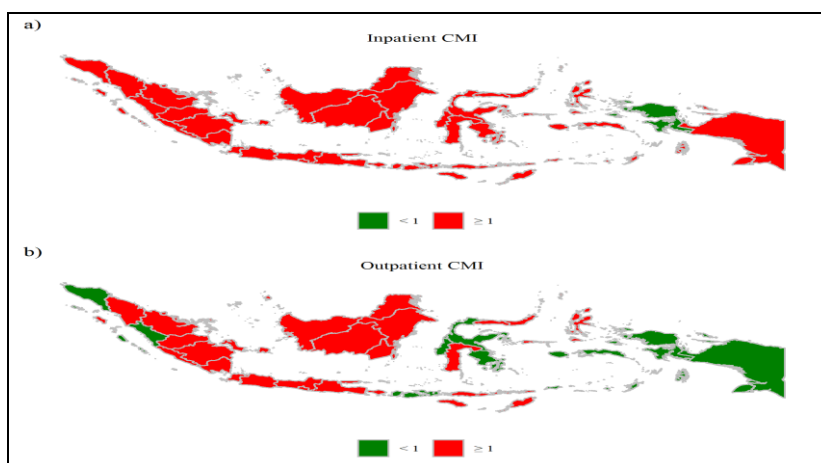 a)
Inpatient CMI
< 1 ≥ 1
b)
Outpatient CMI
< 1 ≥ 1